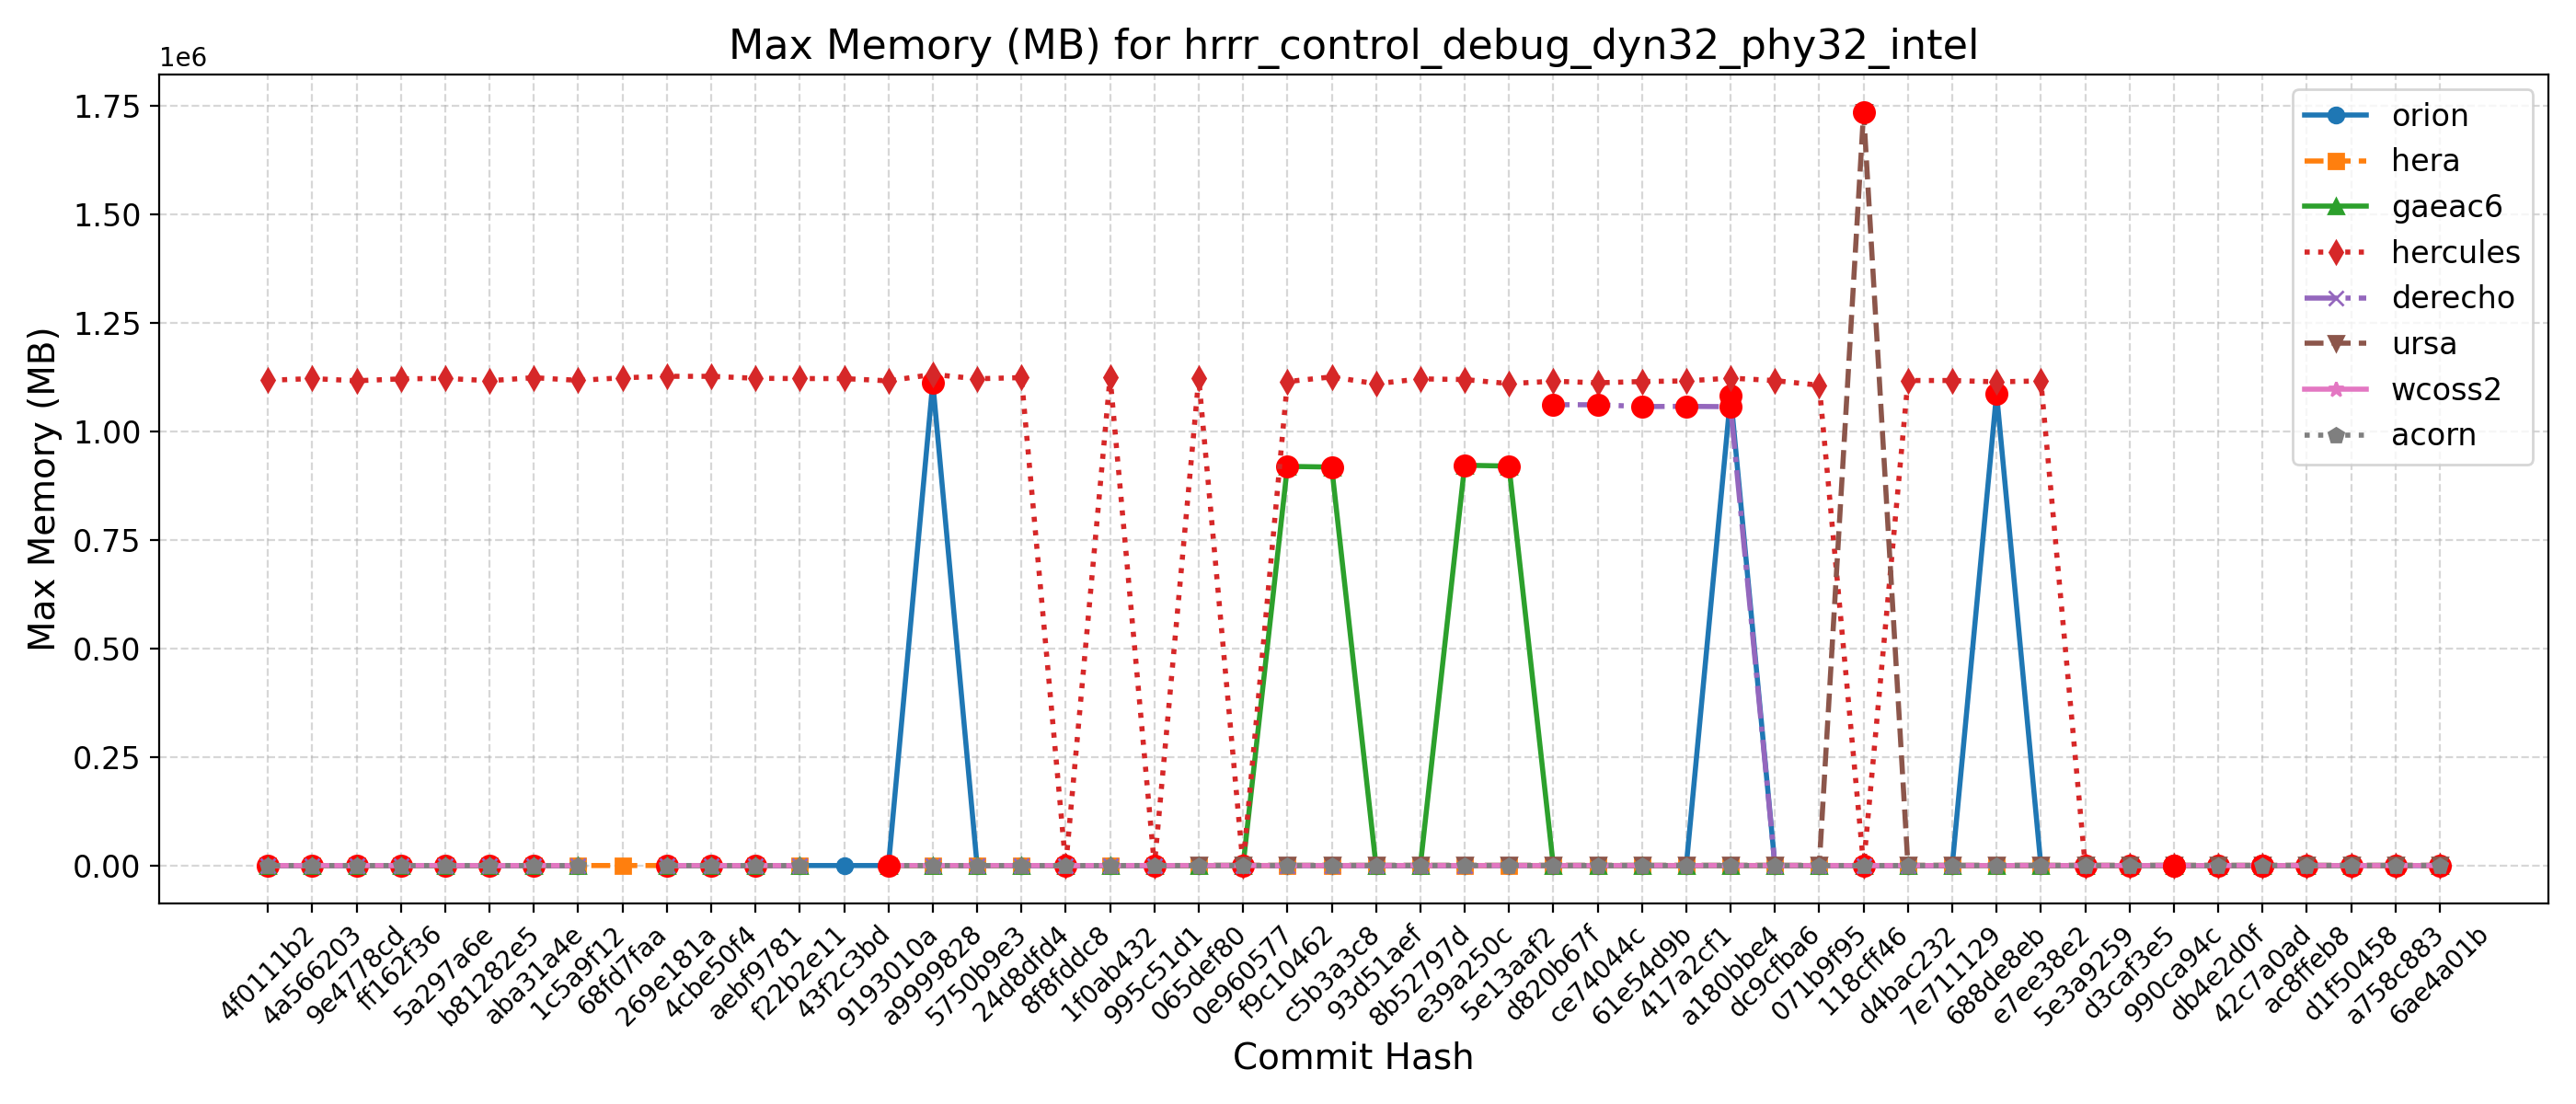 Max Memory (MB) for hrrr_control_debug_dyn32_phy32_intel
1e6
1.75
1.50
1.25
1.00
0.75
0.50
0.25
0.00
Max Memory (MB)
orion
hera
gaeac6
hercules
derecho
ursa
wcoss2
acorn
4f0111b2
4a566203
9e4778cd
ff162f36
5a297a6e
b81282e5
aba31a4e
1c5a9f12
68fd7faa
269e181a
4cbe50f4
aebf9781
f22b2e11
43f2c3bd
9193010a
a9999828
5750b9e3
24d8dfd4
8f8fddc8
1f0ab432
995c51d1
065def80
0e960577
f9c10462
c5b3a3c8
93d51aef
8b52797d
e39a250c
5e13aaf2
d820b67f
ce74044c
61e54d9b
417a2cf1
a180bbe4
dc9cfba6
071b9f95
118cff46
d4bac232
7e711129
688de8eb
e7ee38e2
5e3a9259
d3caf3e5
990ca94c
db4e2d0f
42c7a0ad
ac8ffeb8
d1f50458
a758c883
6ae4a01b
Commit Hash